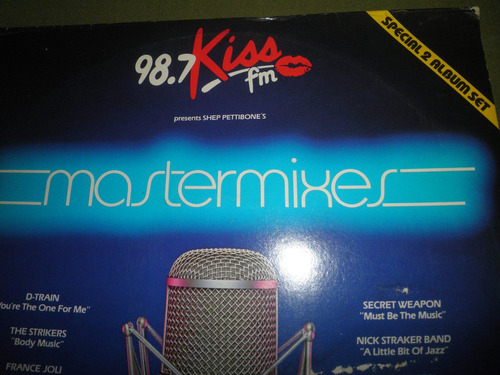 98.7 Kiss fm
SPECIAL 2 ALBUM SET
presents SHEP PETTIBONE'S
mastermixes
D-TRAIN
You're The One For Me"
THE STRIKERS
"Body Music"
FRANCE JOLI
SECRET WEAPON
"Must Be The Music"
NICK STRAKER BAND
"A Little Bit Of Jazz"